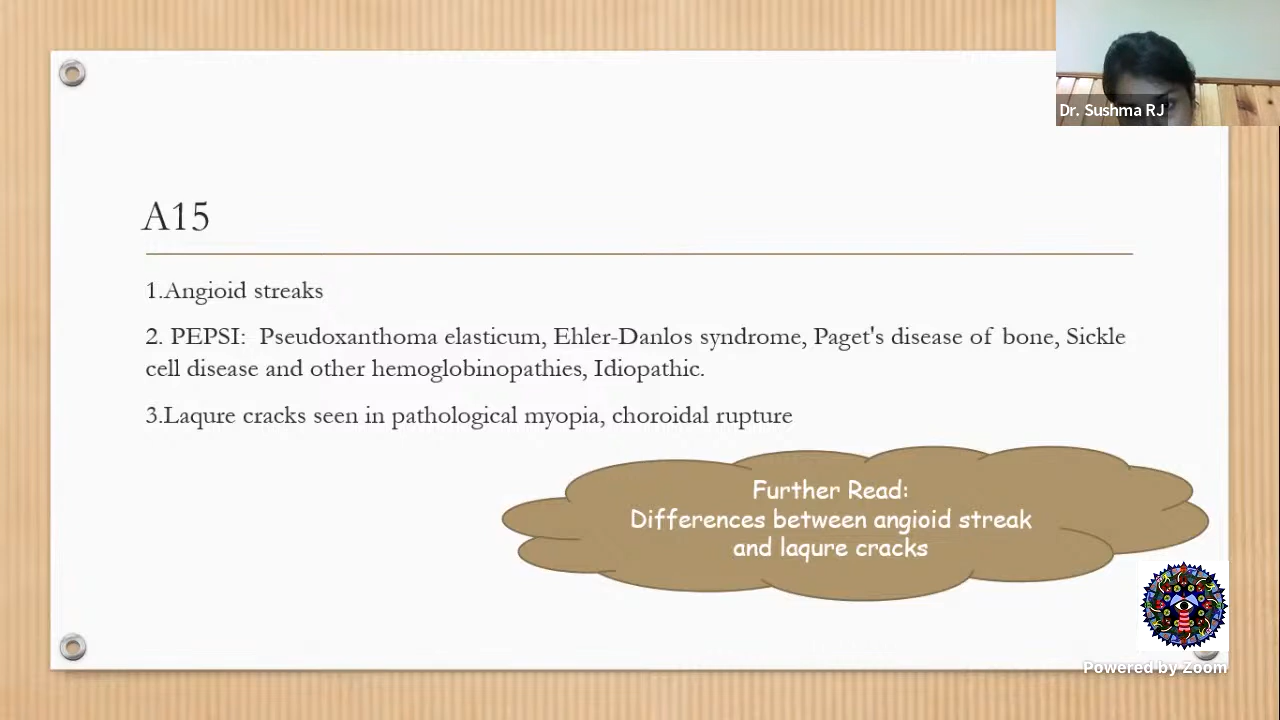 Dr. Sushma RJ
A15
1.Angioid streaks
2. PEPSI: Pseudoxanthoma elasticum, Ehler-Danlos syndrome, Paget's disease of bone, Sickle
cell disease and other hemoglobinopathies, Idiopathic.
3.Laqure cracks seen in pathological myopia, choroidal rupture
Further Read:
Differences between angioid streak
and laqure cracks
Powered by Zoom